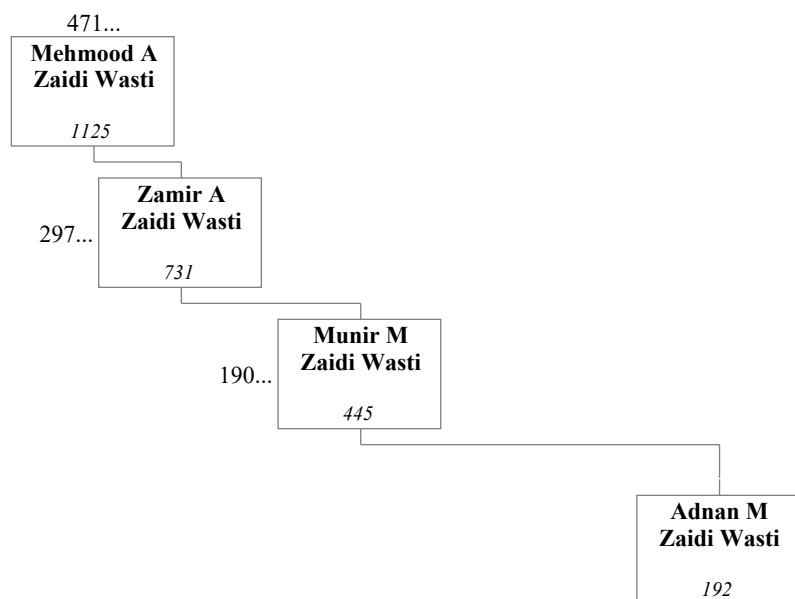 471...
Mehmood A
Zaidi Wasti
1125
Zamir A
Zaidi Wasti
297...
731
Munir M
Zaidi Wasti
190...
445
Adnan M
Zaidi Wasti
192